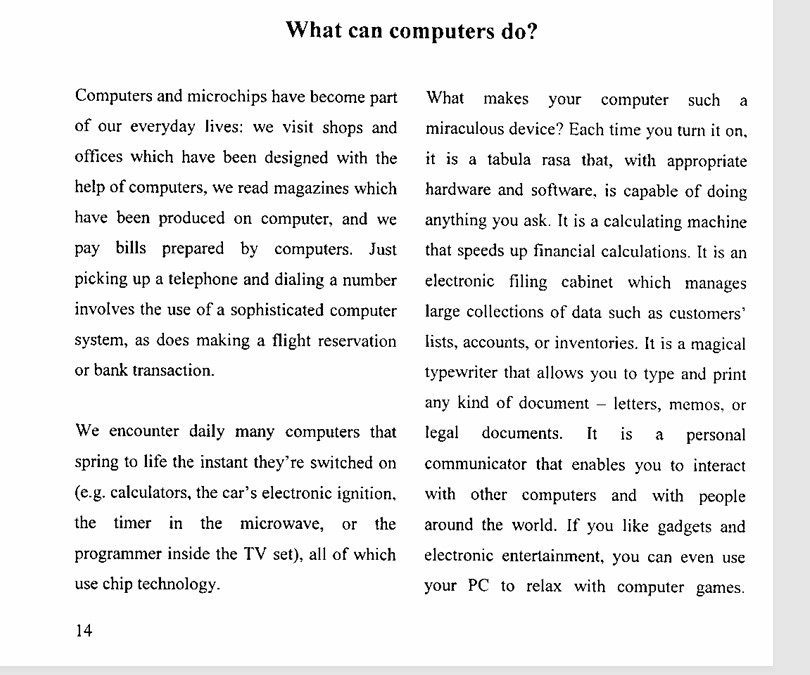 What can computers do?
Computers and microchips have become part
of our everyday lives: we visit shops and
offices which have been designed with the
help of computers, we read magazines which
have been produced on computer, and we
pay bills prepared by computers. Just
picking up a telephone and dialing a number
involves the use of a sophisticated computer
system, as does making a flight reservation
or bank transaction.
We encounter daily many computers that
spring to life the instant they're switched on
(e.g. calculators, the car's electronic ignition,
the timer in the microwave, or the
programmer inside the TV set), all of which
use chip technology.
What makes your computer such a
miraculous device? Each time you turn it on,
it is a tabula rasa that, with appropriate
hardware and software, is capable of doing
anything you ask. It is a calculating machine
that speeds up financial calculations. It is an
electronic filing cabinet which manages
large collections of data such as customers'
lists, accounts, or inventories. It is a magical
typewriter that allows you to type and print
any kind of document – letters, memos, or
legal documents. It is a personal
communicator that enables you to interact
with other computers and with people
around the world. If you like gadgets and
electronic entertainment, you can even use
your PC to relax with computer games.
14